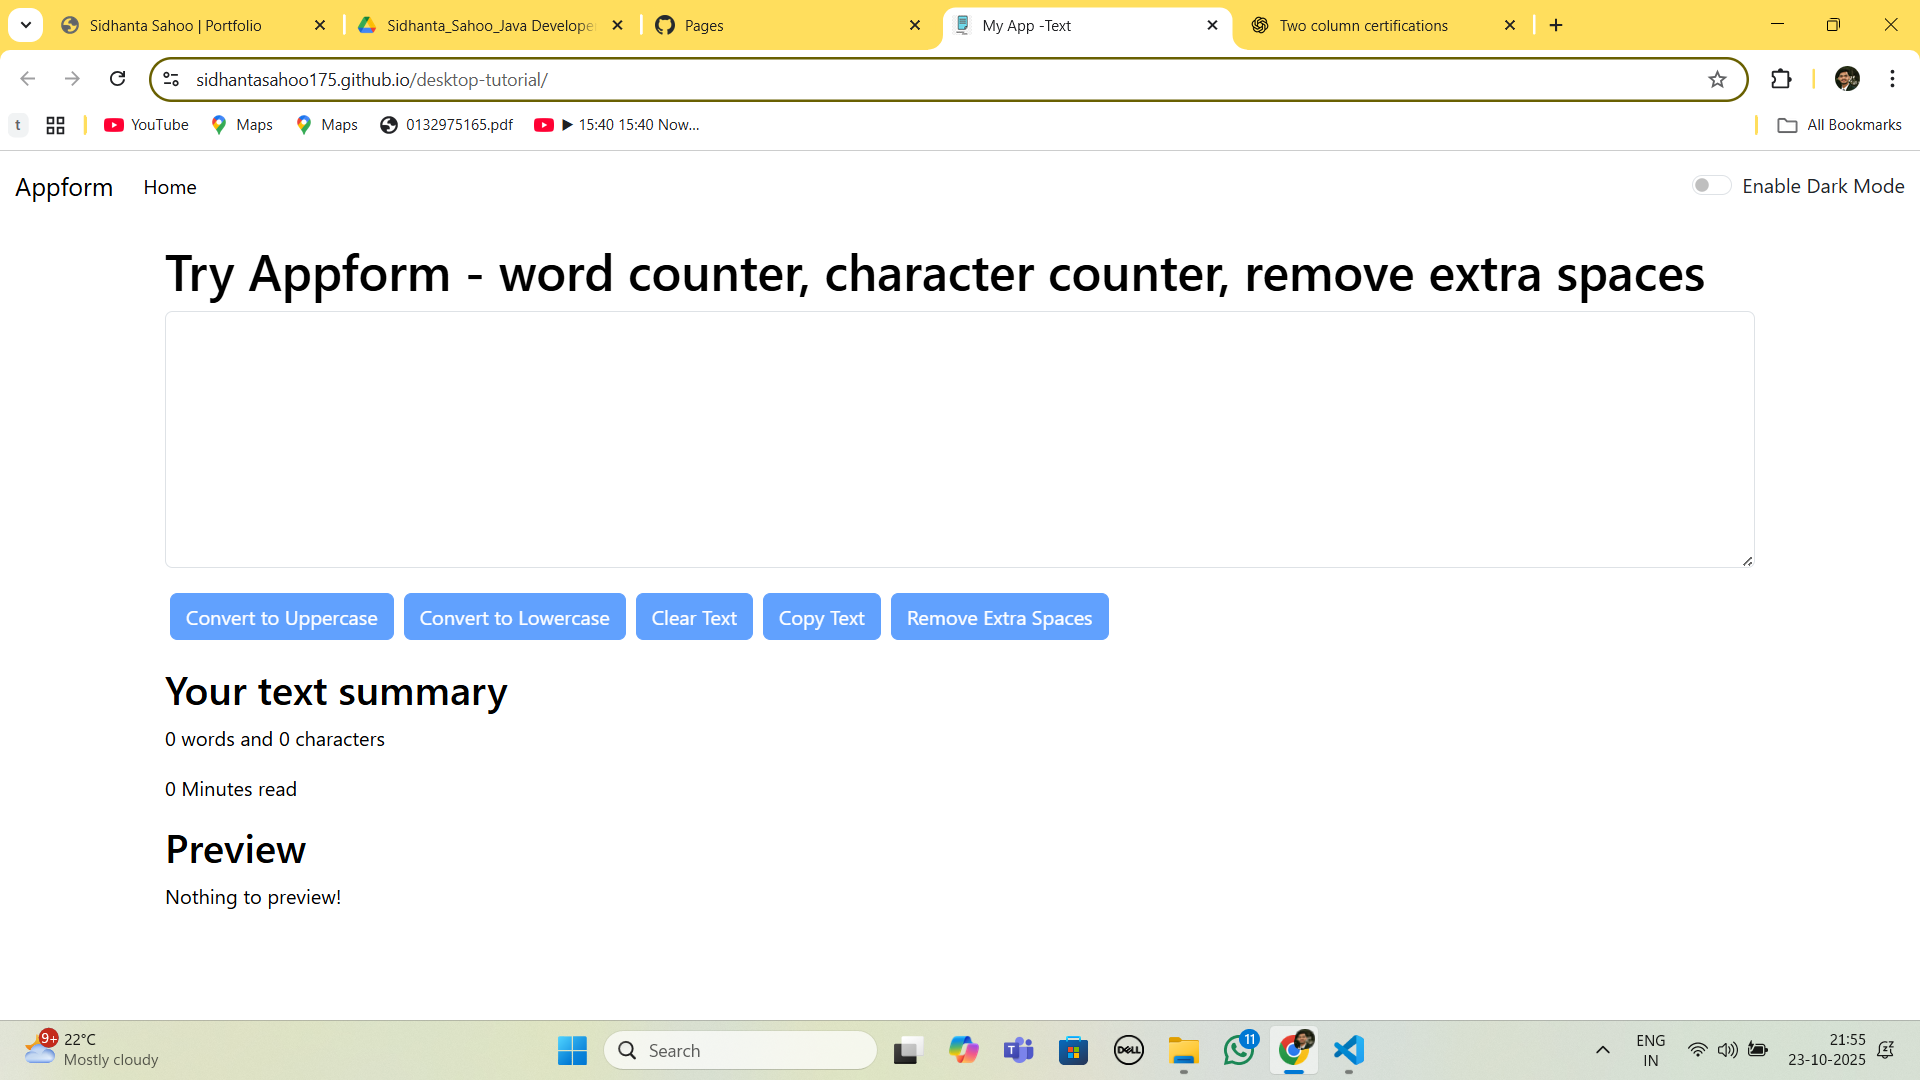 Sidhanta Sahoo | Portfolio
Sidhanta_Sahoo_Java Develope
Pages
My App -Text
Two column certifications
sidhantasahoo175.github.io/desktop-tutorial/
t
YouTube
Maps
Maps
0132975165.pdf
▶ 15:40 15:40 Now...
All Bookmarks
Appform
Home
Enable Dark Mode
Try Appform - word counter, character counter, remove extra spaces
Convert to Uppercase
Convert to Lowercase
Clear Text
Copy Text
Remove Extra Spaces
Your text summary
0 words and 0 characters
0 Minutes read
Preview
Nothing to preview!
9+
22°C
Mostly cloudy
Search
DELL
11
ENG
IN
21:55
23-10-2025